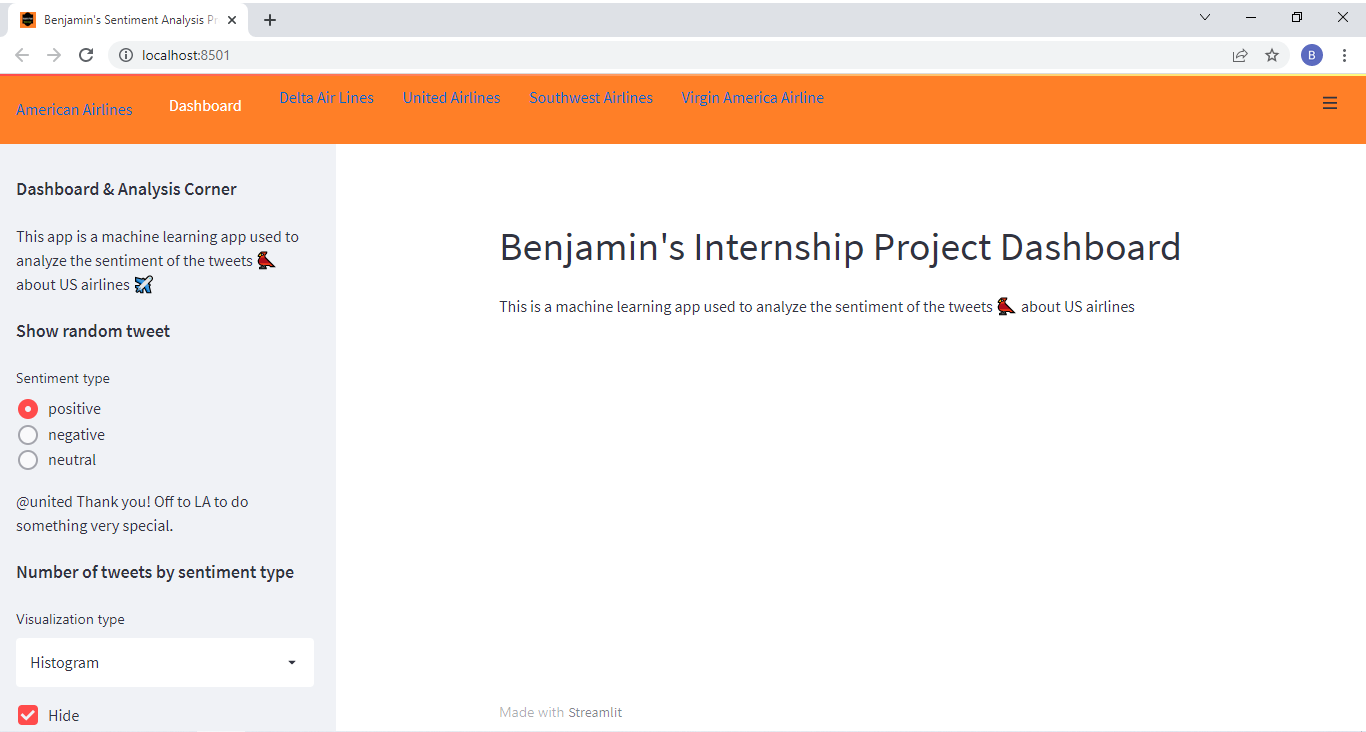 Benjamin's Sentiment Analysis Pr
localhost:8501
B
American Airlines
Dashboard
Delta Air Lines
United Airlines
Southwest Airlines
Virgin America Airline
Dashboard & Analysis Corner
This app is a machine learning app used to
analyze the sentiment of the tweets
about US airlines
Show random tweet
Sentiment type
positive
negative
neutral
@united Thank you! Off to LA to do
something very special.
Number of tweets by sentiment type
Visualization type
Histogram
Hide
Benjamin's Internship Project Dashboard
This is a machine learning app used to analyze the sentiment of the tweets about US airlines
Made with Streamlit